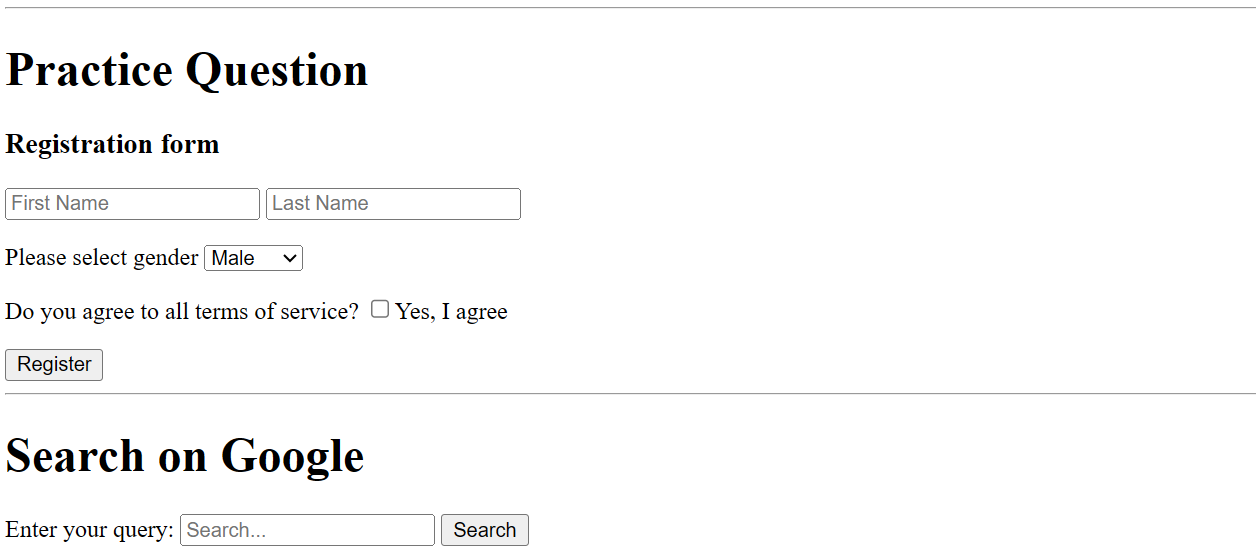 Practice Question
Registration form
First Name Last Name
Please select gender Male
Do you agree to all terms of service? Yes, I agree
Register
Search on Google
Enter your query: Search... Search